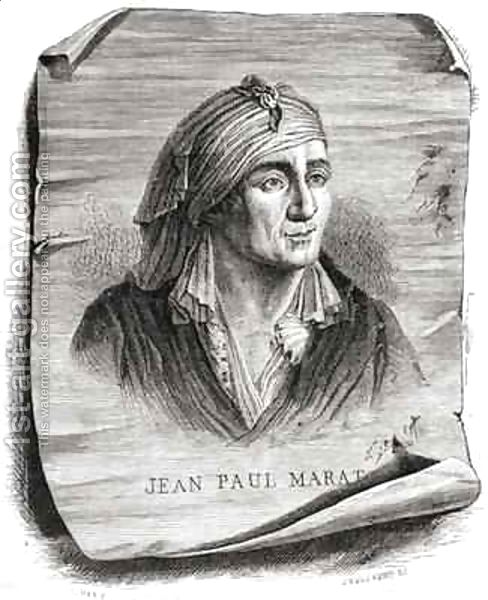 JEAN PAUL MARAT
1st-art-gallery.com
This watermark does not appear on the painting